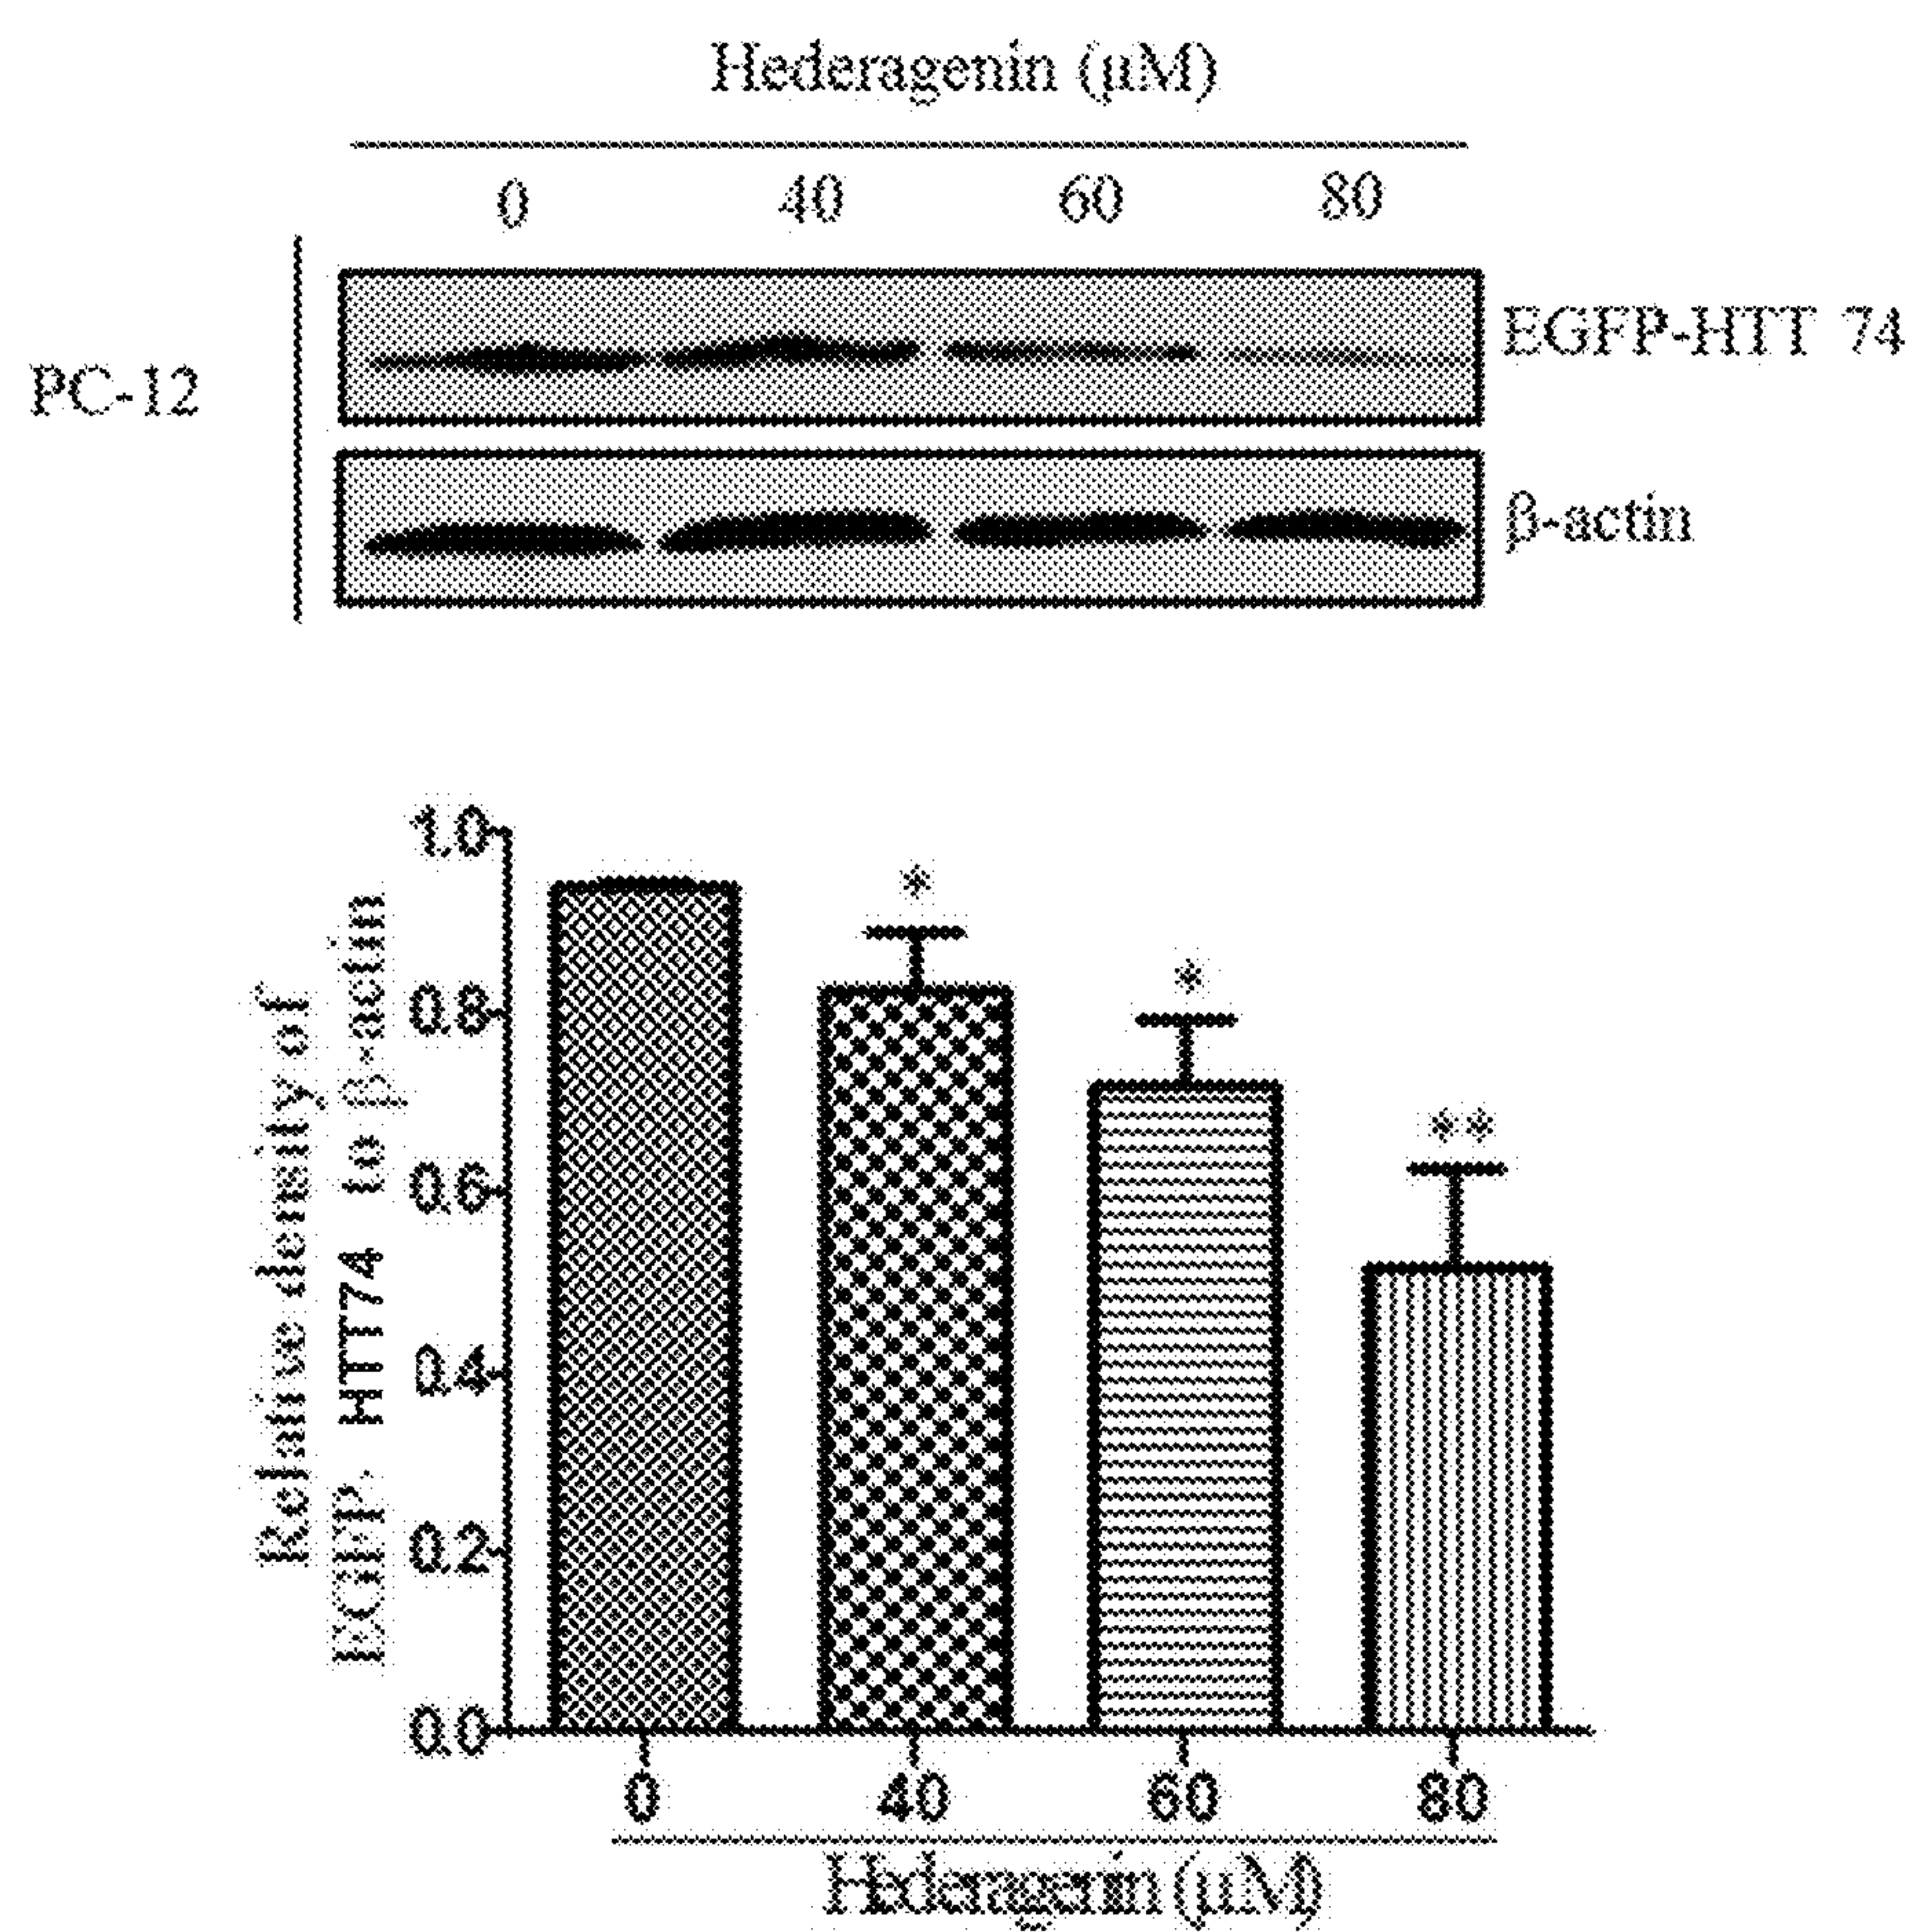 Hederagenin (μM)
0 40 60 80
PC-12
EGFP-HTT 74
β-actin
Relative density of
EGFP- HTT74 to β-actin
1.0
0.8
0.6
0.4
0.2
0.0
*
*
**
0 40 60 80
Hederagenin (μM)